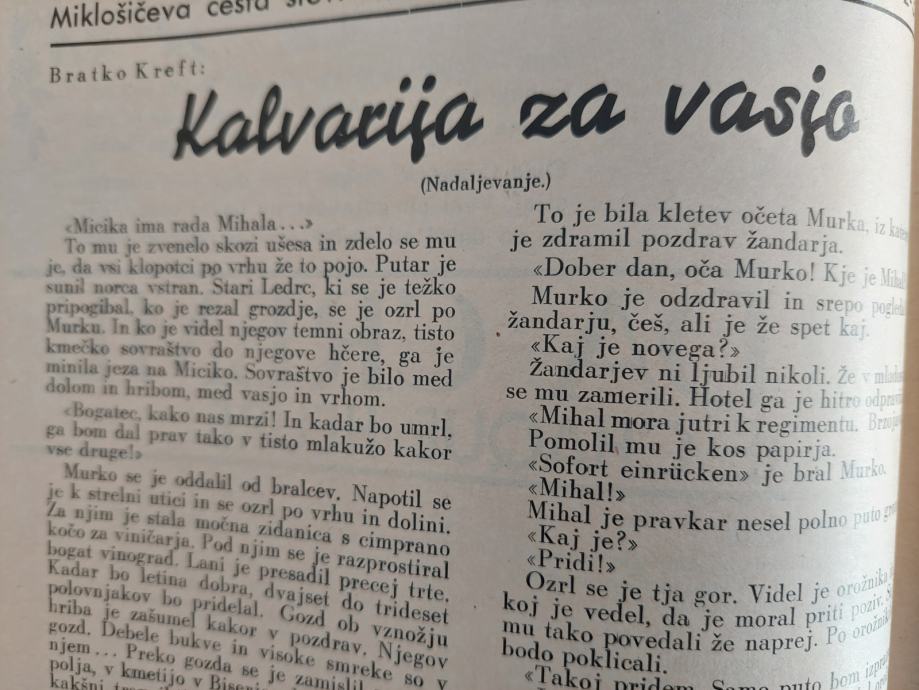 Miklošičeva cesta
Bratko Kreft:
Kalvarija za vasjo
(Nadaljevanje.)
«Micika ima rada Mihala...»
To mu je zvenelo skozi ušesa in zdelo se mu
je, da vsi klopotci po vrhu že to pojo. Putar je
sunil norca vstran. Stari Ledrc, ki se je težko
pripogibal, ko je rezal grozdje, se je ozrl po
Murku. In ko je videl njegov temni obraz, tisto
kmečko sovraštvo do njegove hčere, ga je
minila jeza na Miciko. Sovraštvo je bilo med
dolom in hribom, med vasjo in vrhom.
«Bogatec, kako nas mrzi! In kadar bo umrl,
ga bom dal prav tako v tisto mlakužo kakor
vse druge!»
Murko se je oddalil od bralcev. Napotil se
je k strelni utici in se ozrl po vrhu in dolini.
Za njim je stala močna zidanica s cimprano
kočo za viničarja. Pod njim se je razprostiral
bogat vinograd. Lani je presadil precej trte,
Kadar bo letina dobra, dvajset do trideset
polovnjakov bo pridelal. Gozd ob vznožju
hriba je zašumel kakor v pozdrav. Njegov
gozd. Debele bukve in visoke smreke so v
njem... Preko gozda se je zamislil
polja, v kmetijo v
kakšni
To je bila kletev očeta Murka, iz
je zdramil pozdrav žandarja.
«Dober dan, oča Murko! Kje je
Murko je odzdravil in srepo
žandarju, češ, ali je že spet kaj.
«Kaj je novega?»
Žandarjev ni ljubil nikoli. Že v
se mu zamerili. Hotel ga je hitro
«Mihal mora jutri k regimentu.
Pomolil mu je kos papirja.
«Sofort einrücken» je bral Murko.
«Mihal!»
Mihal je pravkar nesel polno puto
«Kaj je?»
«Pridi!»
Ozrl se je tja gor. Videl je orožnika
koj je vedel, da je moral priti poziv.
mu tako povedali že naprej. Po
bodo poklicali.
«Takoj pridem. Samo puto bom